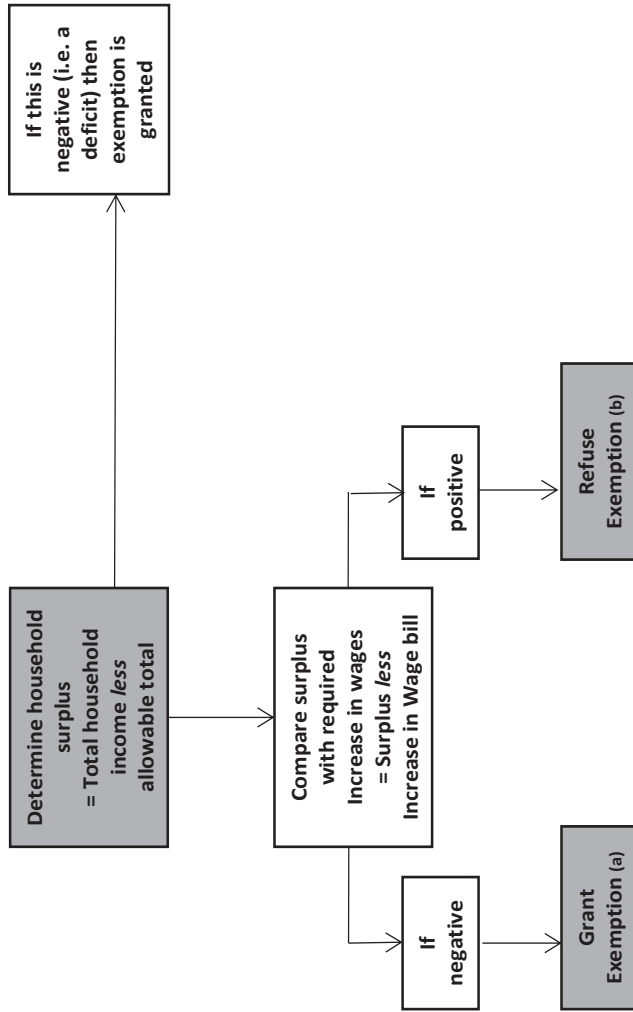 Determine household
surplus
= Total household
income less
allowable total
If this is
negative (i.e. a
deficit) then
exemption is
granted
Compare surplus
with required
Increase in wages
= Surplus less
Increase in Wage bill
If
negative
If
positive
Grant
Exemption (a)
Refuse
Exemption (b)